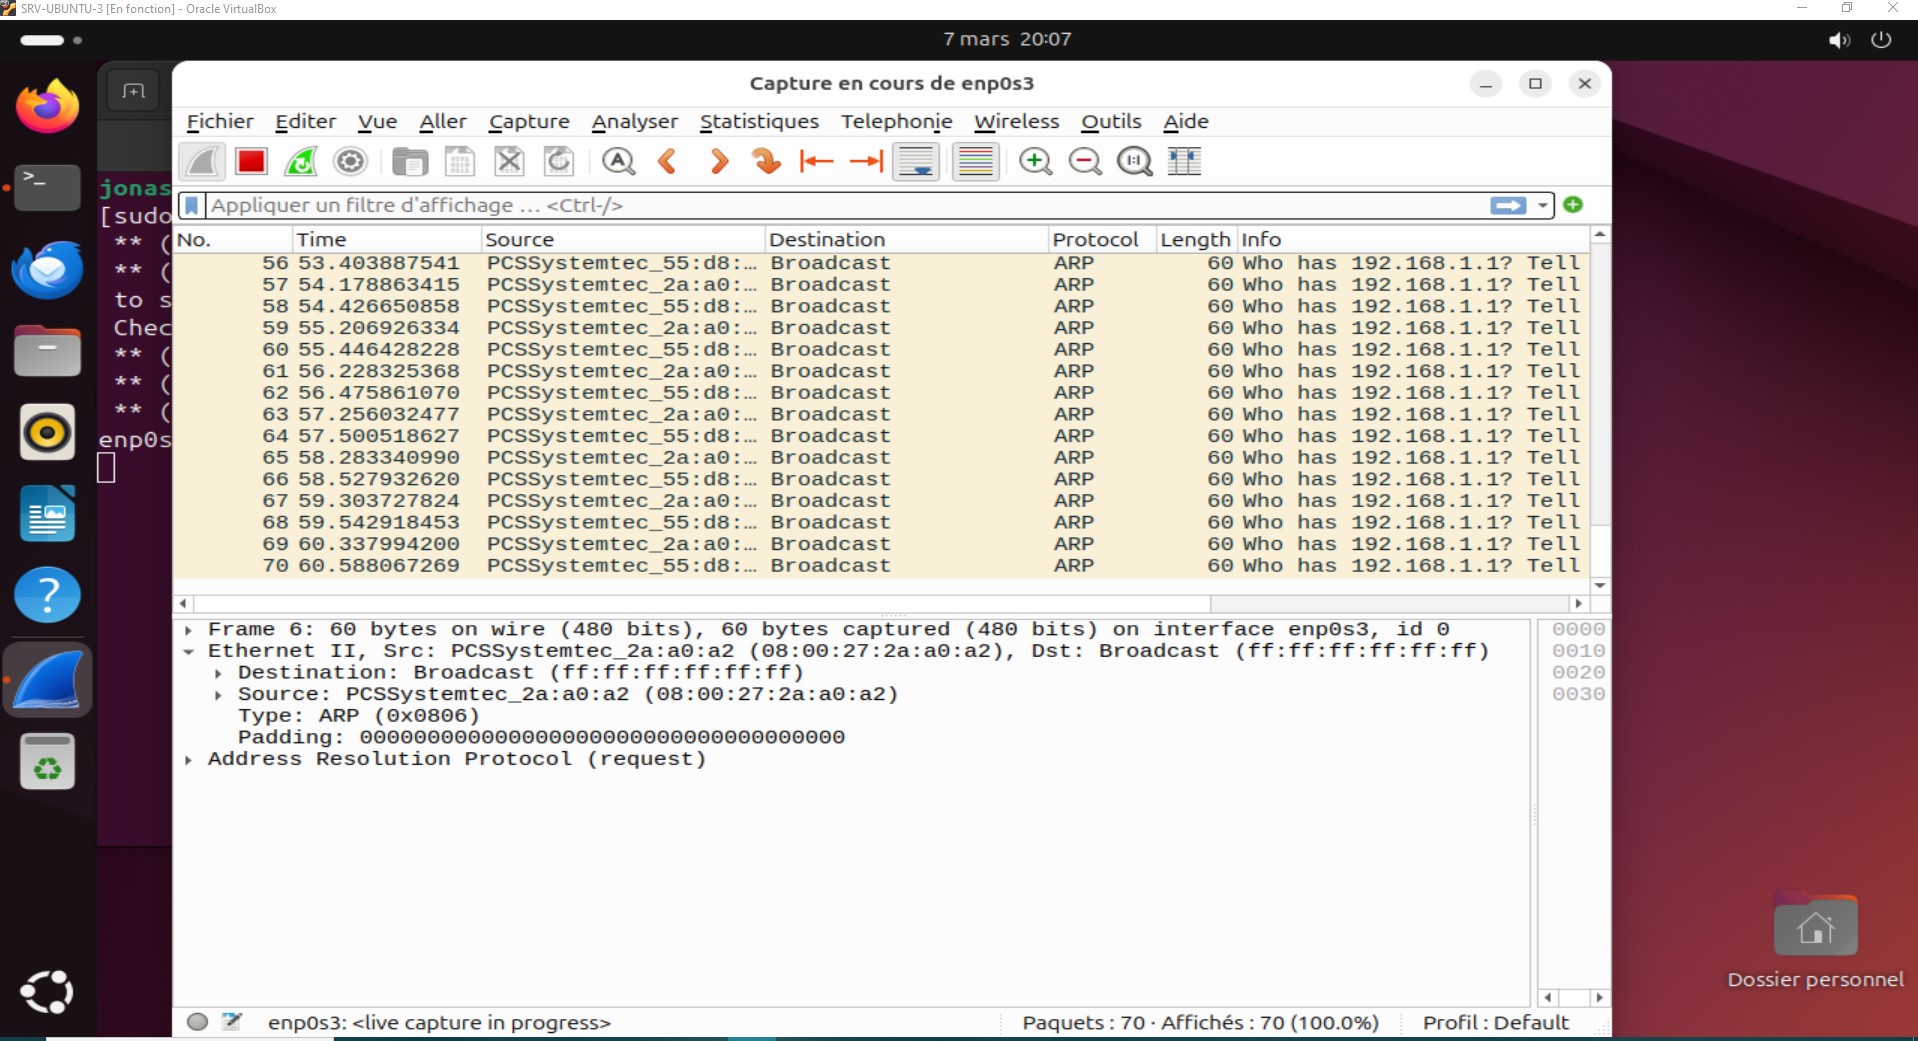 SRV-UBUNTU-3 [En fonction] - Oracle VirtualBox
7 mars 20:07
Capture en cours de enp0s3
Fichier Editer Vue Aller Capture Analyser Statistiques Telephonie Wireless Outils Aide
Appliquer un filtre d'affichage … <Ctrl-/>
No. Time Source Destination Protocol Length Info
56 53.403887541 PCSSystemtec_55:d8:… Broadcast ARP 60 Who has 192.168.1.1? Tell
57 54.178863415 PCSSystemtec_2a:a0:… Broadcast ARP 60 Who has 192.168.1.1? Tell
58 54.426650858 PCSSystemtec_55:d8:… Broadcast ARP 60 Who has 192.168.1.1? Tell
59 55.206926334 PCSSystemtec_2a:a0:… Broadcast ARP 60 Who has 192.168.1.1? Tell
60 55.446428228 PCSSystemtec_55:d8:… Broadcast ARP 60 Who has 192.168.1.1? Tell
61 56.228325368 PCSSystemtec_2a:a0:… Broadcast ARP 60 Who has 192.168.1.1? Tell
62 56.475861070 PCSSystemtec_55:d8:… Broadcast ARP 60 Who has 192.168.1.1? Tell
63 57.256032477 PCSSystemtec_2a:a0:… Broadcast ARP 60 Who has 192.168.1.1? Tell
64 57.500518627 PCSSystemtec_55:d8:… Broadcast ARP 60 Who has 192.168.1.1? Tell
65 58.283340990 PCSSystemtec_2a:a0:… Broadcast ARP 60 Who has 192.168.1.1? Tell
66 58.527932620 PCSSystemtec_55:d8:… Broadcast ARP 60 Who has 192.168.1.1? Tell
67 59.303727824 PCSSystemtec_2a:a0:… Broadcast ARP 60 Who has 192.168.1.1? Tell
68 59.542918453 PCSSystemtec_55:d8:… Broadcast ARP 60 Who has 192.168.1.1? Tell
69 60.337994200 PCSSystemtec_2a:a0:… Broadcast ARP 60 Who has 192.168.1.1? Tell
70 60.588067269 PCSSystemtec_55:d8:… Broadcast ARP 60 Who has 192.168.1.1? Tell
Frame 6: 60 bytes on wire (480 bits), 60 bytes captured (480 bits) on interface enp0s3, id 0
Ethernet II, Src: PCSSystemtec_2a:a0:a2 (08:00:27:2a:a0:a2), Dst: Broadcast (ff:ff:ff:ff:ff:ff)
Destination: Broadcast (ff:ff:ff:ff:ff:ff)
Source: PCSSystemtec_2a:a0:a2 (08:00:27:2a:a0:a2)
Type: ARP (0x0806)
Padding: 000000000000000000000000000000000000
Address Resolution Protocol (request)
0000
0010
0020
0030
enp0s3: <live capture in progress>
Paquets : 70 · Affichés : 70 (100.0%)
Profil : Default
jonas
[sudo
** (
** (
to s
Chec
** (
** (
** (
enp0s
Dossier personnel